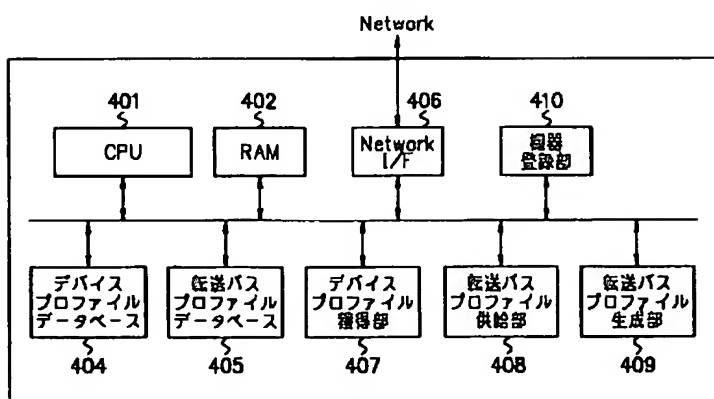 Network
401
402
406
410
CPU
RAM
Network
I/F
機器
登録部
デバイス
プロファイル
データベース
転送パス
プロファイル
データベース
デバイス
プロファイル
獲得部
転送パス
プロファイル
供給部
転送パス
プロファイル
生成部
404
405
407
408
409